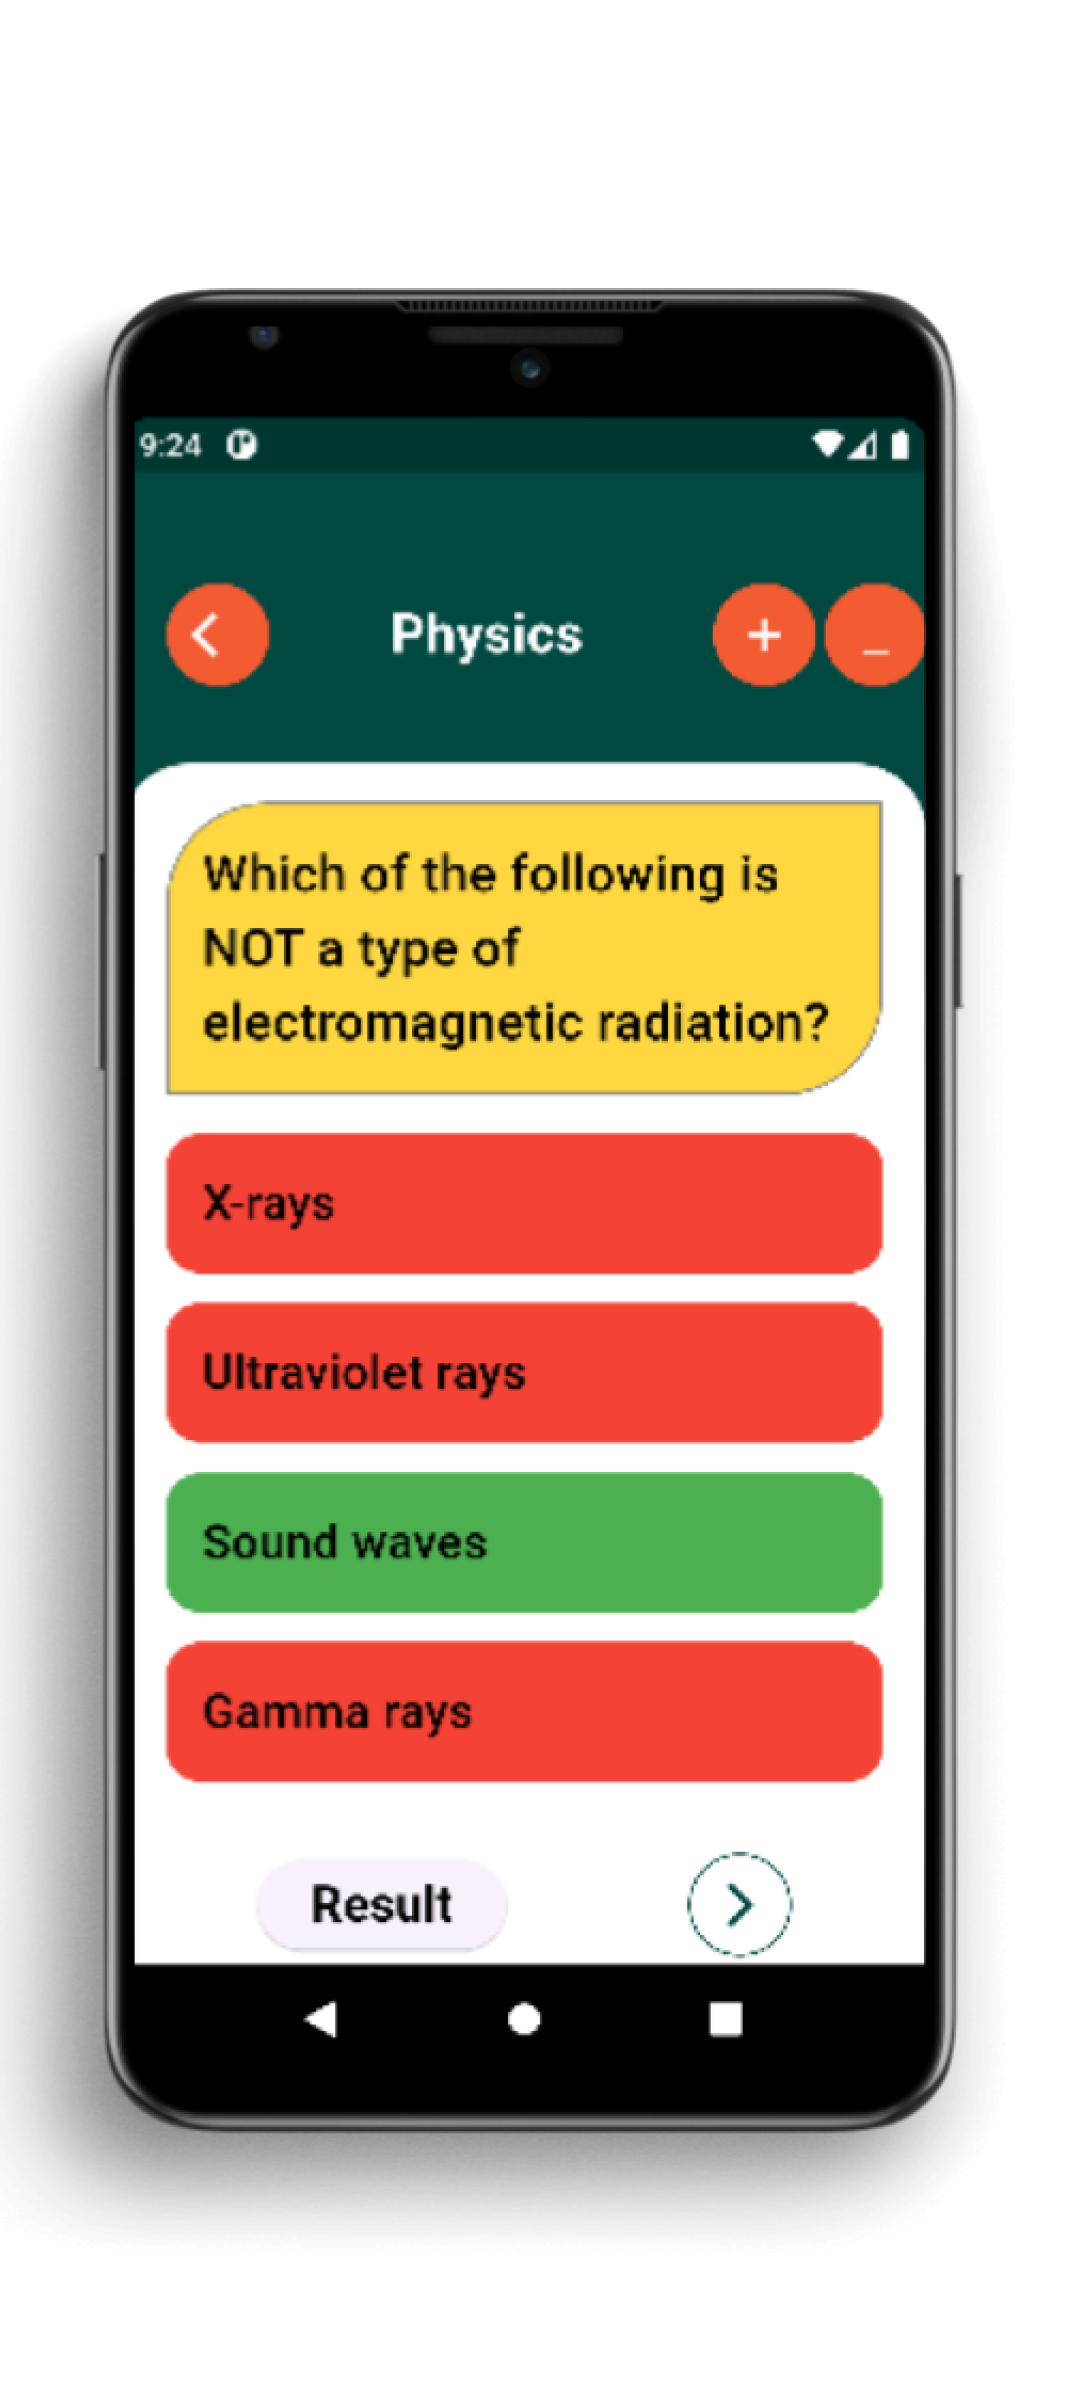 9:24
Physics
+
_
Which of the following is
NOT a type of
electromagnetic radiation?
X-rays
Ultraviolet rays
Sound waves
Gamma rays
Result